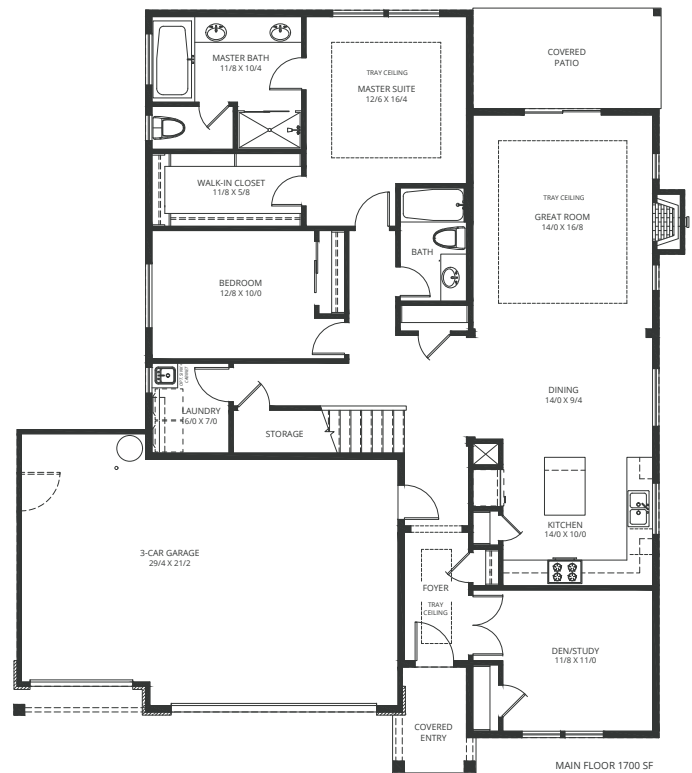 COVERED
PATIO
MASTER BATH
11/8 X 10/4
TRAY CEILING
MASTER SUITE
12/6 X 16/4
WALK-IN CLOSET
11/8 X 5/8
TRAY CEILING
GREAT ROOM
14/0 X 16/8
BATH
BEDROOM
12/8 X 10/0
DINING
14/0 X 9/4
LAUNDRY
6/0 X 7/0
STORAGE
KITCHEN
14/0 X 10/0
3-CAR GARAGE
29/4 X 21/2
FOYER
TRAY
CEILING
DEN/STUDY
11/8 X 11/0
COVERED
ENTRY
MAIN FLOOR 1700 SF